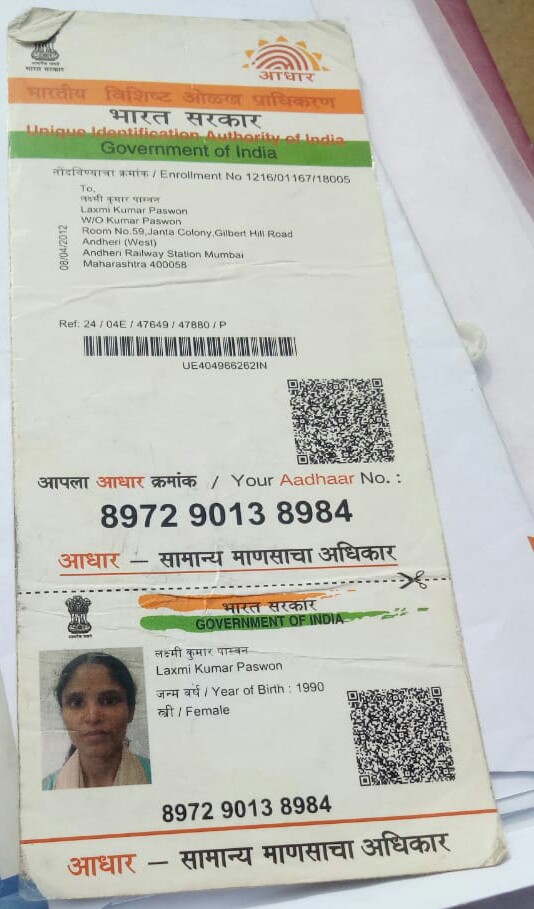 भारत सरकार
आधार
भारतीय विशिष्ट ओळख प्राधिकरण
भारत सरकार
Unique Identification Authority of India
Government of India
नोंदविण्याचा क्रमांक / Enrollment No 1216/01167/18005
To,
लक्ष्मी कुमार पास्वन
Laxmi Kumar Paswon
W/O Kumar Paswon
Room No.59,Janta Colony,Gilbert Hill Road
Andheri (West)
Andheri Railway Station Mumbai
Maharashtra 400058
08/04/2012
Ref: 24 / 04E / 47649 / 47880 / P
UE404966262IN
आपला आधार क्रमांक / Your Aadhaar No. :
8972 9013 8984
आधार — सामान्य माणसाचा अधिकार
भारत सरकार
GOVERNMENT OF INDIA
लक्ष्मी कुमार पास्वन
Laxmi Kumar Paswon
जन्म वर्ष / Year of Birth : 1990
स्त्री / Female
8972 9013 8984
आधार — सामान्य माणसाचा अधिकार